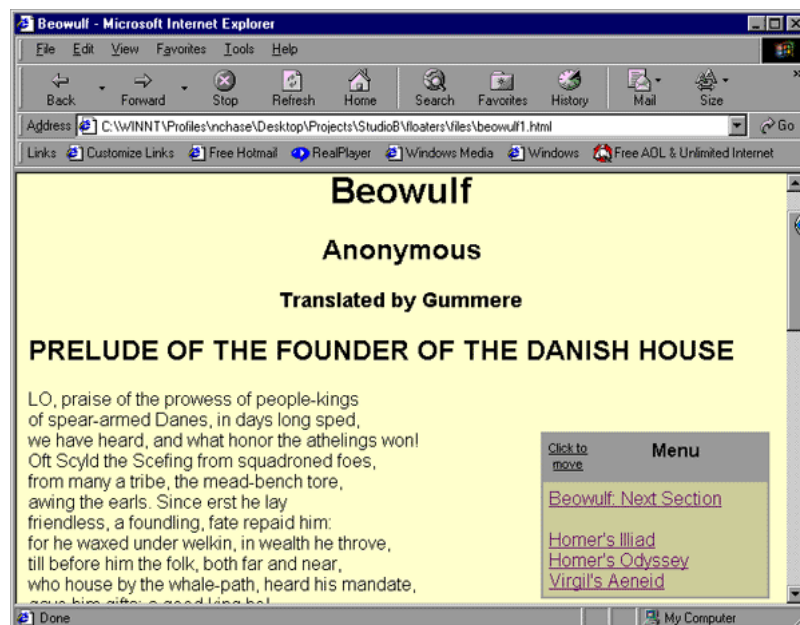 Beowulf - Microsoft Internet Explorer
File Edit View Favorites Tools Help
Back Forward Stop Refresh Home Search Favorites History Mail Size
Address C:\WINNT\Profiles\nchase\Desktop\Projects\StudioB\floaters\files\beowulf1.html Go
Links Customize Links Free Hotmail RealPlayer Windows Media Windows Free AOL & Unlimited Internet
Beowulf
Anonymous
Translated by Gummere
PRELUDE OF THE FOUNDER OF THE DANISH HOUSE
LO, praise of the prowess of people-kings
of spear-armed Danes, in days long sped,
we have heard, and what honor the athelings won!
Oft Scyld the Scefing from squadroned foes,
from many a tribe, the mead-bench tore,
awing the earls. Since erst he lay
friendless, a foundling, fate repaid him:
for he waxed under welkin, in wealth he throve,
till before him the folk, both far and near,
who house by the whale-path, heard his mandate,
gave him gifts: a good king he!
Click to move
Menu
Beowulf: Next Section
Homer's Illiad
Homer's Odyssey
Virgil's Aeneid
Done My Computer